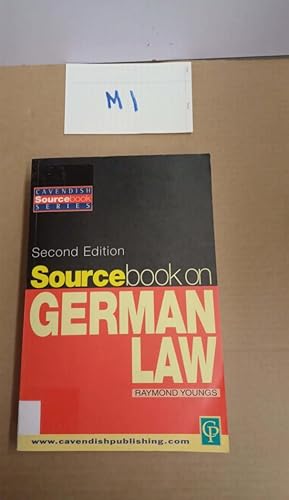 M1
CAVENDISH
Sourcebook
SERIES
Second Edition
Sourcebook on
GERMAN
LAW
RAYMOND YOUNGS
www.cavendishpublishing.com
CP